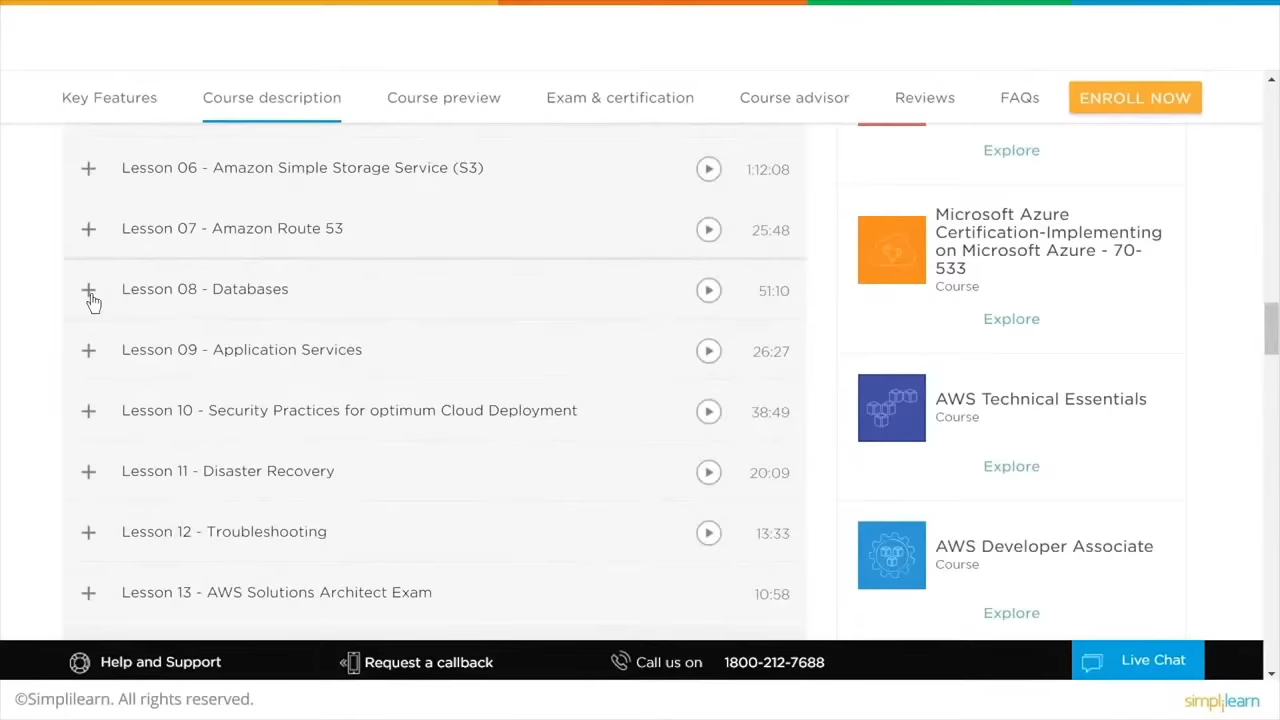 Key Features
Course description
Course preview
Exam & certification
Course advisor
Reviews
FAQs
ENROLL NOW
Lesson 06 - Amazon Simple Storage Service (S3)
1:12:08
Lesson 07 - Amazon Route 53
25:48
Lesson 08 - Databases
51:10
Lesson 09 - Application Services
26:27
Lesson 10 - Security Practices for optimum Cloud Deployment
38:49
Lesson 11 - Disaster Recovery
20:09
Lesson 12 - Troubleshooting
13:33
Lesson 13 - AWS Solutions Architect Exam
10:58
Explore
Microsoft Azure
Certification-Implementing
on Microsoft Azure - 70-
533
Course
Explore
AWS Technical Essentials
Course
Explore
AWS Developer Associate
Course
Explore
Help and Support
Request a callback
Call us on 1800-212-7688
Live Chat
©Simplilearn. All rights reserved.
simplilearn